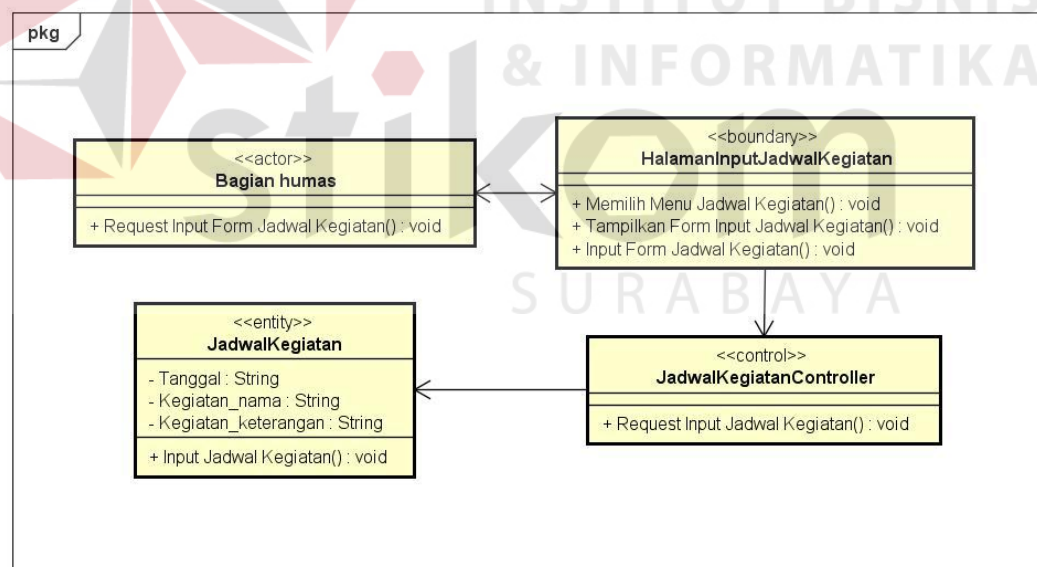 INSTITUT BISNIS
& INFORMATIKA
stikom
SURABAYA
pkg
<<actor>>
Bagian humas
+ Request Input Form Jadwal Kegiatan() : void
<<boundary>>
HalamanInputJadwalKegiatan
+ Memilih Menu Jadwal Kegiatan() : void
+ Tampilkan Form Input Jadwal Kegiatan() : void
+ Input Form Jadwal Kegiatan() : void
<<entity>>
JadwalKegiatan
- Tanggal : String
- Kegiatan_nama : String
- Kegiatan_keterangan : String
+ Input Jadwal Kegiatan() : void
<<control>>
JadwalKegiatanController
+ Request Input Jadwal Kegiatan() : void